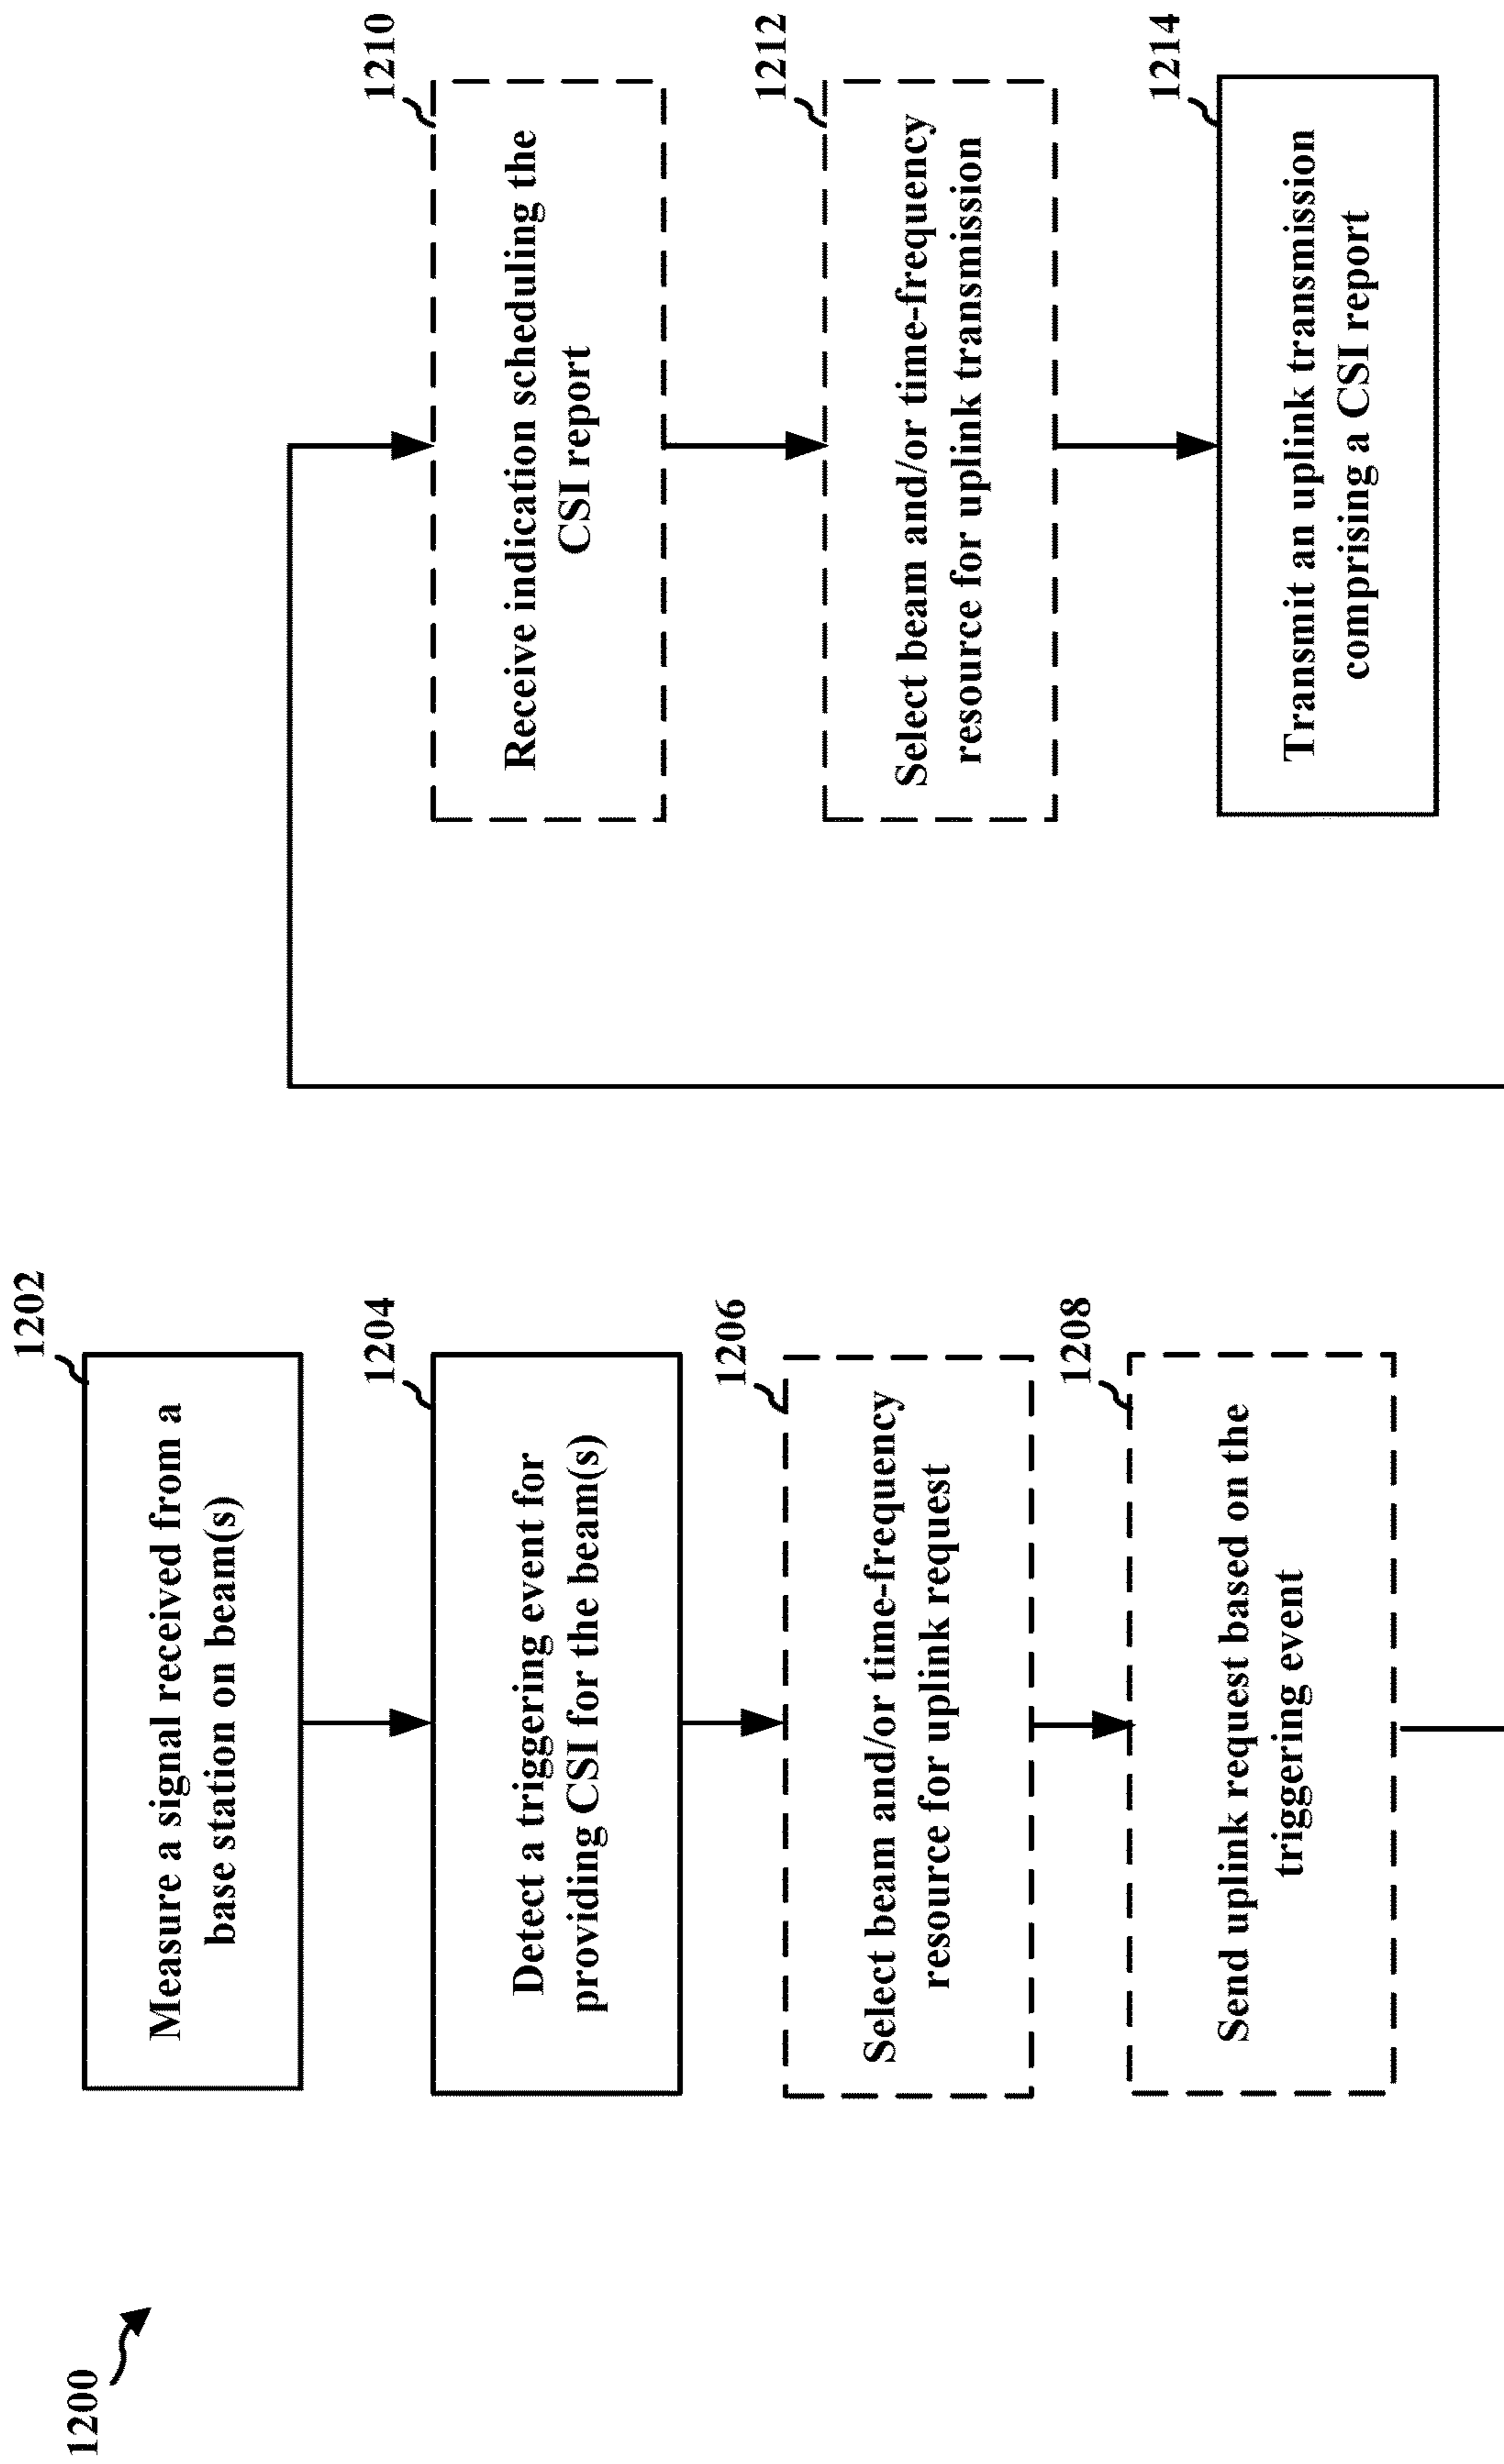 1200
1202
Measure a signal received from a
base station on beam(s)
1204
Detect a triggering event for
providing CSI for the beam(s)
1206
Select beam and/or time-frequency
resource for uplink request
1208
Send uplink request based on the
triggering event
1210
Receive indication scheduling the
CSI report
1212
Select beam and/or time-frequency
resource for uplink transmission
1214
Transmit an uplink transmission
comprising a CSI report